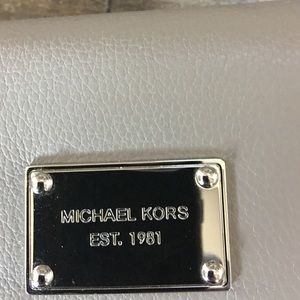 MICHAEL KORS
EST. 1981